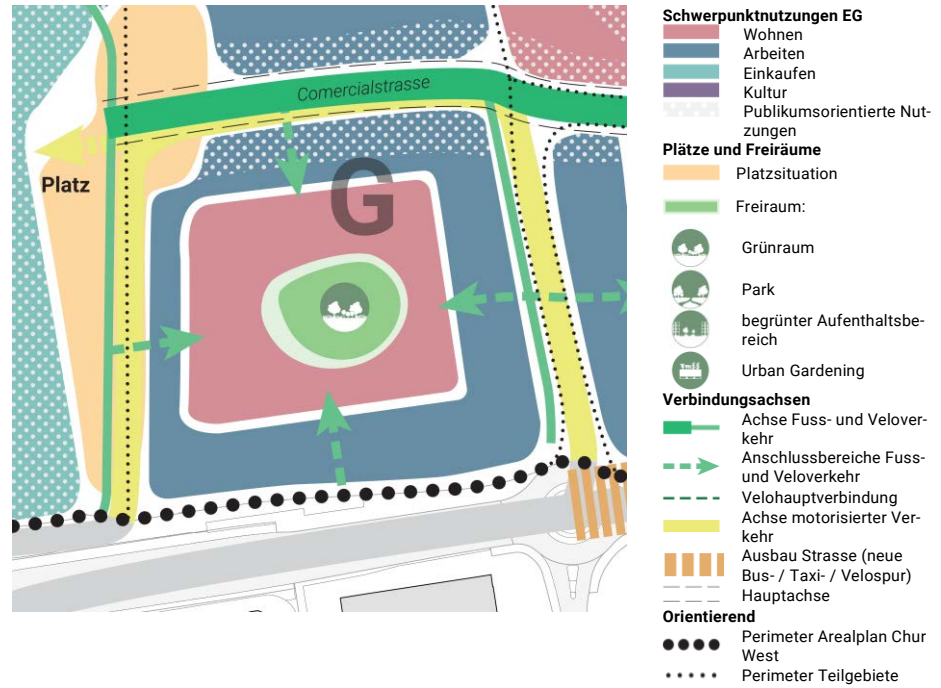 Comercialstrasse
Platz
G
Schwerpunktnutzungen EG
Wohnen
Arbeiten
Einkaufen
Kultur
Publikumsorientierte Nut-
zungen
Plätze und Freiräume
Platzsituation
Freiraum:
Grünraum
Park
begrünter Aufenthaltsbe-
reich
Urban Gardening
Verbindungsachsen
Achse Fuss- und Velover-
kehr
Anschlussbereiche Fuss-
und Veloverkehr
Velohauptverbindung
Achse motorisierter Ver-
kehr
Ausbau Strasse (neue
Bus- / Taxi- / Velospur)
Hauptachse
Orientierend
Perimeter Arealplan Chur
West
Perimeter Teilgebiete